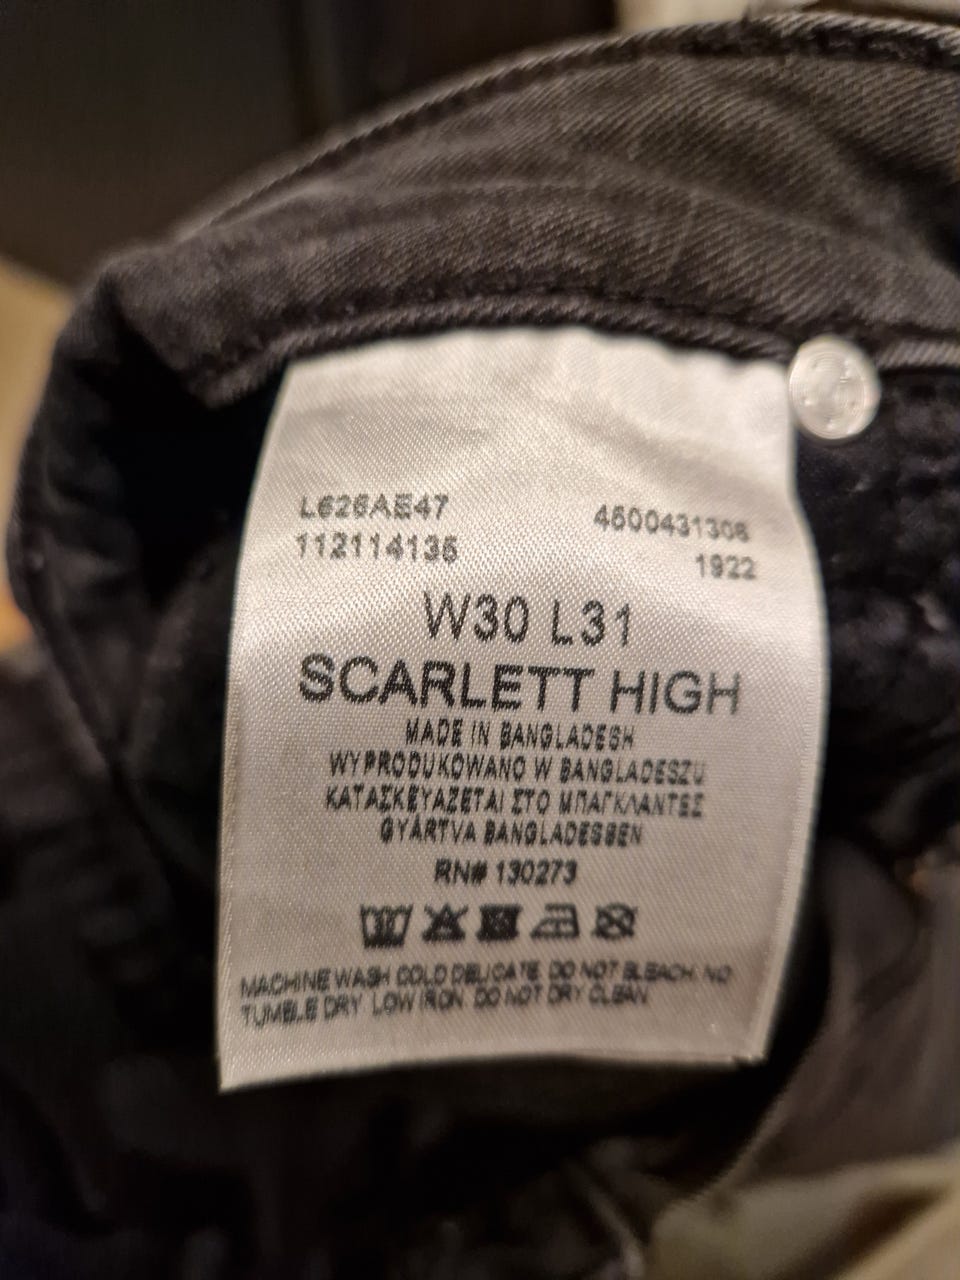 L626AE47 4500431308
112114135 1922
W30 L31
SCARLETT HIGH
MADE IN BANGLADESH
WYPRODUKOWANO W BANGLADESZU
ΚΑΤΑΣΚΕΥΑΖΕΤΑΙ ΣΤΟ ΜΠΑΓΚΛΑΝΤΕΣ
GYÁRTVA BANGLADESBEN
RN# 130273
MACHINE WASH COLD DELICATE DO NOT BLEACH NO
TUMBLE DRY LOW IRON DO NOT DRY CLEAN